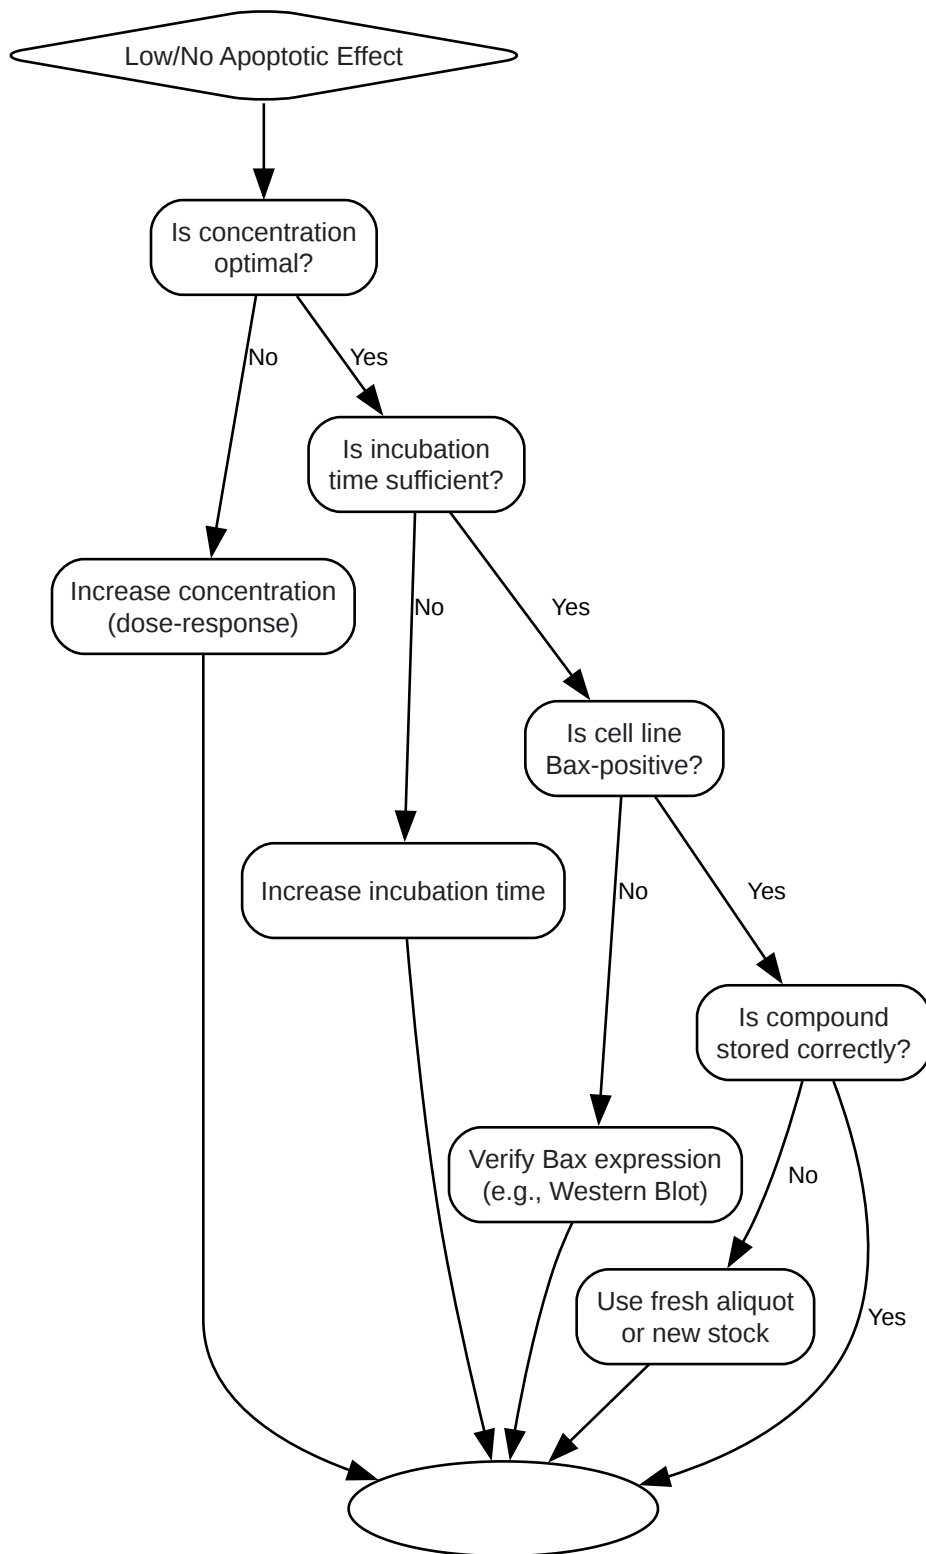 Low/No Apoptotic Effect
Is concentration
optimal?
No
Yes
Is incubation
time sufficient?
Increase concentration
(dose-response)
No
Yes
Is cell line
Bax-positive?
Increase incubation time
No
Yes
Is compound
stored correctly?
Verify Bax expression
(e.g., Western Blot)
No
Use fresh aliquot
or new stock
Yes